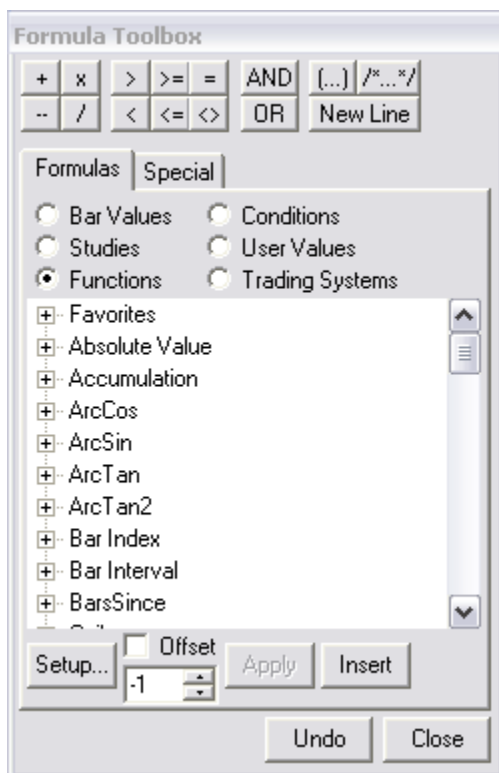 Formula Toolbox
+ x > >= = AND (...) /*...*/
-- / < <= <> OR New Line
Formulas Special
Bar Values Conditions
Studies User Values
Functions Trading Systems
Favorites
Absolute Value
Accumulation
ArcCos
ArcSin
ArcTan
ArcTan2
Bar Index
Bar Interval
BarsSince
Setup... Offset Apply Insert
-1
Undo Close